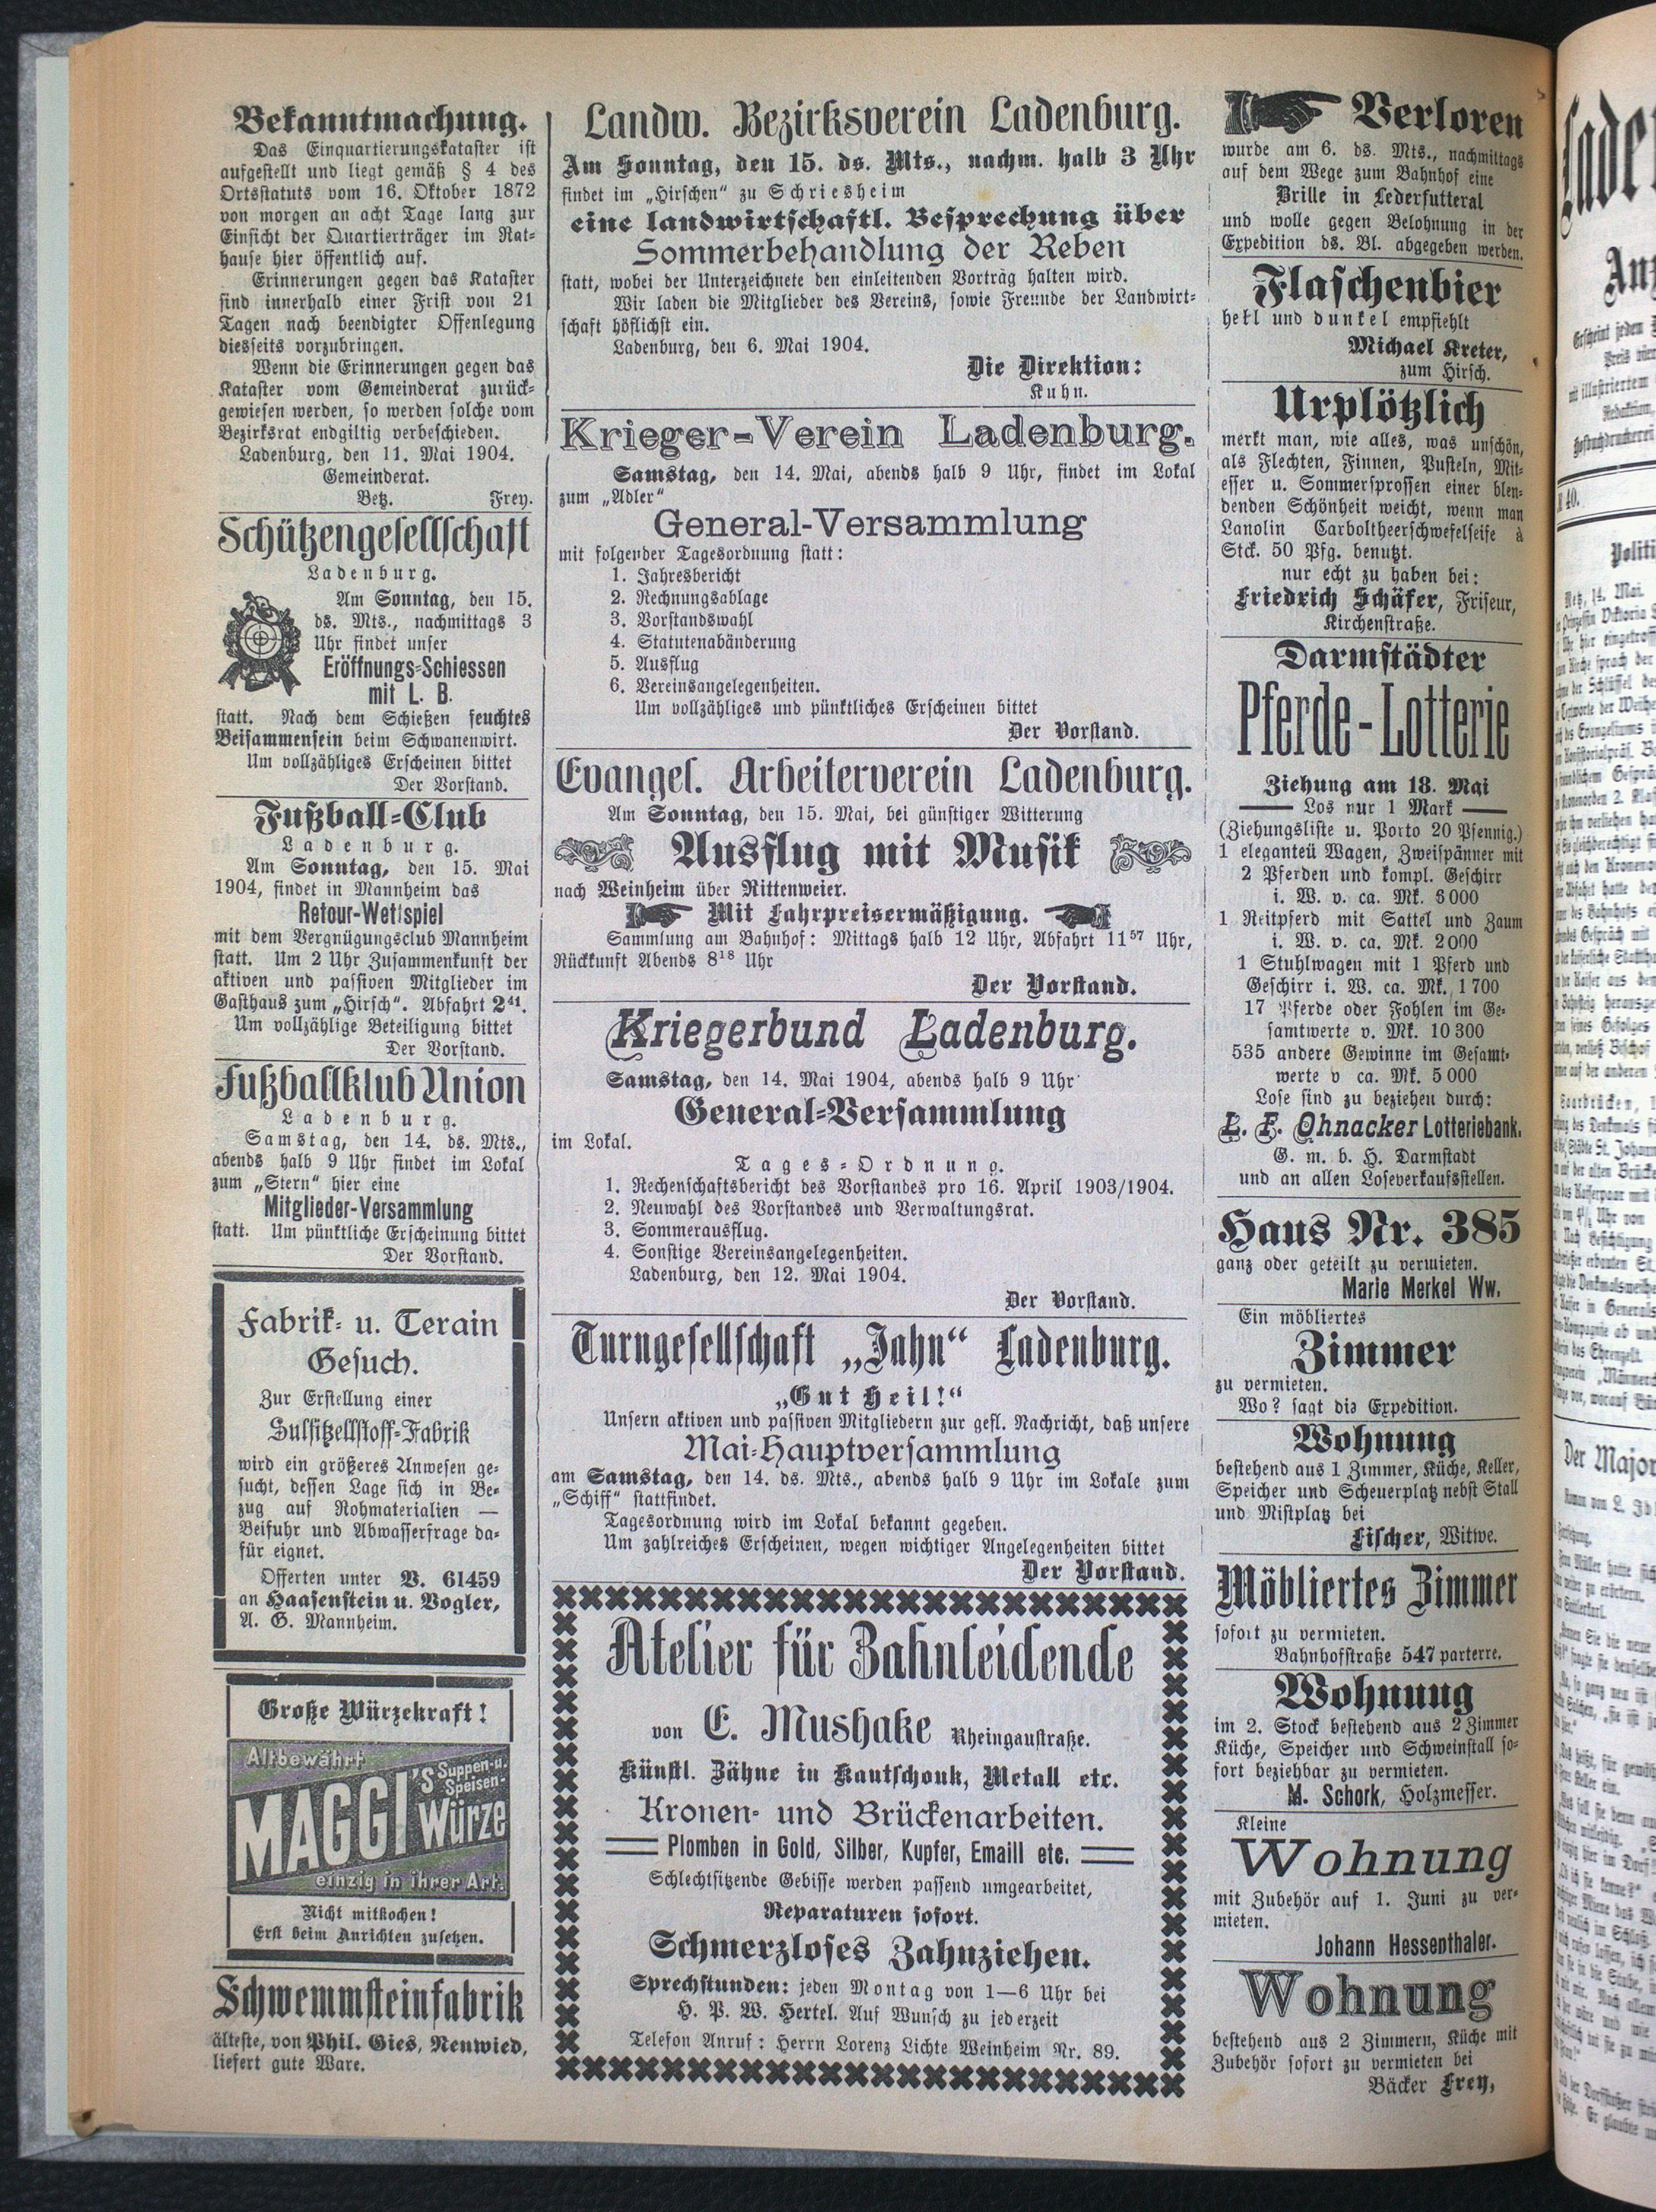 Bekanntmachung.
Das Einquartierungskataster ist
aufgestellt und liegt gemäß § 4 des
Ortsstatuts vom 16. Oktober 1872
von morgen an acht Tage lang zur
Einsicht der Quartierträger im Rat-
hause hier öffentlich auf.
Erinnerungen gegen das Kataster
sind innerhalb einer Frist von 21
Tagen nach beendigter Offenlegung
diesseits vorzubringen.
Wenn die Erinnerungen gegen das
Kataster vom Gemeinderat zurück-
gewiesen werden, so werden solche vom
Bezirksrat endgiltig verbeschieden.
Ladenburg, den 11. Mai 1904.
Gemeinderat.
Betz. Frey.
Schützengesellschaft
Ladenburg.
Am Sonntag, den 15.
ds. Mts., nachmittags 3
Uhr findet unser
Eröffnungs-Schiessen
mit L. B.
statt. Nach dem Schießen feuchtes
Beisammensein beim Schwanenwirt.
Um vollzähliges Erscheinen bittet
Der Vorstand.
Fußball-Club
Ladenburg.
Am Sonntag, den 15. Mai
1904, findet in Mannheim das
Retour-Wettspiel
mit dem Vergnügungsclub Mannheim
statt. Um 2 Uhr Zusammenkunft der
aktiven und passiven Mitglieder im
Gasthaus zum „Hirsch“. Abfahrt 2⁴¹.
Um vollzählige Beteiligung bittet
Der Vorstand.
Fußballklub Union
Ladenburg.
Samstag, den 14. ds. Mts.,
abends halb 9 Uhr findet im Lokal
zum „Stern“ hier eine
Mitglieder-Versammlung
statt. Um pünktliche Erscheinung bittet
Der Vorstand.
Fabrik- u. Terain
Gesuch.
Zur Erstellung einer
Sulfitzellstoff-Fabrik
wird ein größeres Anwesen ge-
sucht, dessen Lage sich in Be-
zug auf Rohmaterialien —
Beifuhr und Abwasserfrage da-
für eignet.
Offerten unter V. 61459
an Haasenstein u. Vogler,
A. G. Mannheim.
Große Würzekraft!
Altbewährt
MAGGI'S Suppen- u.
Speisen-
Würze
einzig in ihrer Art.
Nicht mitkochen!
Erst beim Anrichten zusetzen.
Schwemmsteinfabrik
älteste, von Phil. Gies, Neuwied,
liefert gute Ware.
Landw. Bezirksverein Ladenburg.
Am Sonntag, den 15. ds. Mts., nachm. halb 3 Uhr
findet im „Hirschen“ zu Schriesheim
eine landwirtschaftl. Besprechung über
Sommerbehandlung der Reben
statt, wobei der Unterzeichnete den einleitenden Vortrag halten wird.
Wir laden die Mitglieder des Vereins, sowie Freunde der Landwirt-
schaft höflichst ein.
Ladenburg, den 6. Mai 1904.
Die Direktion:
Kuhn.
Krieger-Verein Ladenburg.
Samstag, den 14. Mai, abends halb 9 Uhr, findet im Lokal
zum „Adler“
General-Versammlung
mit folgender Tagesordnung statt:
1. Jahresbericht
2. Rechnungsablage
3. Vorstandswahl
4. Statutenabänderung
5. Ausflug
6. Vereinsangelegenheiten.
Um vollzähliges und pünktliches Erscheinen bittet
Der Vorstand.
Evangel. Arbeiterverein Ladenburg.
Am Sonntag, den 15. Mai, bei günstiger Witterung
Ausflug mit Musik
nach Weinheim über Rittenweier.
Mit Fahrpreisermäßigung.
Sammlung am Bahnhof: Mittags halb 12 Uhr, Abfahrt 11⁵⁷ Uhr,
Rückkunft Abends 8¹⁸ Uhr
Der Vorstand.
Kriegerbund Ladenburg.
Samstag, den 14. Mai 1904, abends halb 9 Uhr
General-Versammlung
im Lokal.
Tages-Ordnung.
1. Rechenschaftsbericht des Vorstandes pro 16. April 1903/1904.
2. Neuwahl des Vorstandes und Verwaltungsrat.
3. Sommerausflug.
4. Sonstige Vereinsangelegenheiten.
Ladenburg, den 12. Mai 1904.
Der Vorstand.
Turngesellschaft „Jahn“ Ladenburg.
„Gut Heil!“
Unsern aktiven und passiven Mitgliedern zur gefl. Nachricht, daß unsere
Mai-Hauptversammlung
am Samstag, den 14. ds. Mts., abends halb 9 Uhr im Lokale zum
„Schiff“ stattfindet.
Tagesordnung wird im Lokal bekannt gegeben.
Um zahlreiches Erscheinen, wegen wichtiger Angelegenheiten bittet
Der Vorstand.
Atelier für Zahnleidende
von E. Mushake Rheingaustraße.
Künstl. Zähne in Kautschouk, Metall etc.
Kronen- und Brückenarbeiten.
Plomben in Gold, Silber, Kupfer, Emaill etc.
Schlechtsitzende Gebisse werden passend umgearbeitet,
Reparaturen sofort.
Schmerzloses Zahnziehen.
Sprechstunden: jeden Montag von 1—6 Uhr bei
H. P. W. Hertel. Auf Wunsch zu jederzeit
Telefon Anruf: Herrn Lorenz Lichte Weinheim Nr. 89.
Verloren
wurde am 6. ds. Mts., nachmittags
auf dem Wege zum Bahnhof eine
Brille in Lederfutteral
und wolle gegen Belohnung in der
Expedition ds. Bl. abgegeben werden.
Flaschenbier
hell und dunkel empfiehlt
Michael Kreter,
zum Hirsch.
Urplötzlich
merkt man, wie alles, was unschön,
als Flechten, Finnen, Pusteln, Mit-
esser u. Sommersprossen einer blen-
denden Schönheit weicht, wenn man
Lanolin Carboltheerschwefelseife à
Stck. 50 Pfg. benutzt.
nur echt zu haben bei:
Friedrich Schäfer, Friseur,
Kirchenstraße.
Darmstädter
Pferde-Lotterie
Ziehung am 18. Mai
Los nur 1 Mark
(Ziehungsliste u. Porto 20 Pfennig.)
1 eleganteü Wagen, Zweispänner mit
2 Pferden und kompl. Geschirr
i. W. v. ca. Mk. 6000
1 Reitpferd mit Sattel und Zaum
i. W. v. ca. Mk. 2000
1 Stuhlwagen mit 1 Pferd und
Geschirr i. W. ca. Mk. 1700
17 Pferde oder Fohlen im Ge-
samtwerte v. Mk. 10300
535 andere Gewinne im Gesamt-
werte v ca. Mk. 5000
Lose sind zu beziehen durch:
L. F. Ohnacker Lotteriebank.
G. m. b. H. Darmstadt
und an allen Loseverkaufsstellen.
Haus Nr. 385
ganz oder geteilt zu vermieten.
Marie Merkel Ww.
Ein möbliertes
Zimmer
zu vermieten.
Wo? sagt die Expedition.
Wohnung
bestehend aus 1 Zimmer, Küche, Keller,
Speicher und Scheuerplatz nebst Stall
und Mistplatz bei
Fischer, Witwe.
Möbliertes Zimmer
sofort zu vermieten.
Bahnhofstraße 547 parterre.
Wohnung
im 2. Stock bestehend aus 2 Zimmer
Küche, Speicher und Schweinstall so-
fort beziehbar zu vermieten.
M. Schork, Holzmesser.
Kleine
Wohnung
mit Zubehör auf 1. Juni zu ver-
mieten.
Johann Hessenthaler.
Wohnung
bestehend aus 2 Zimmern, Küche mit
Zubehör sofort zu vermieten bei
Bäcker Frey,